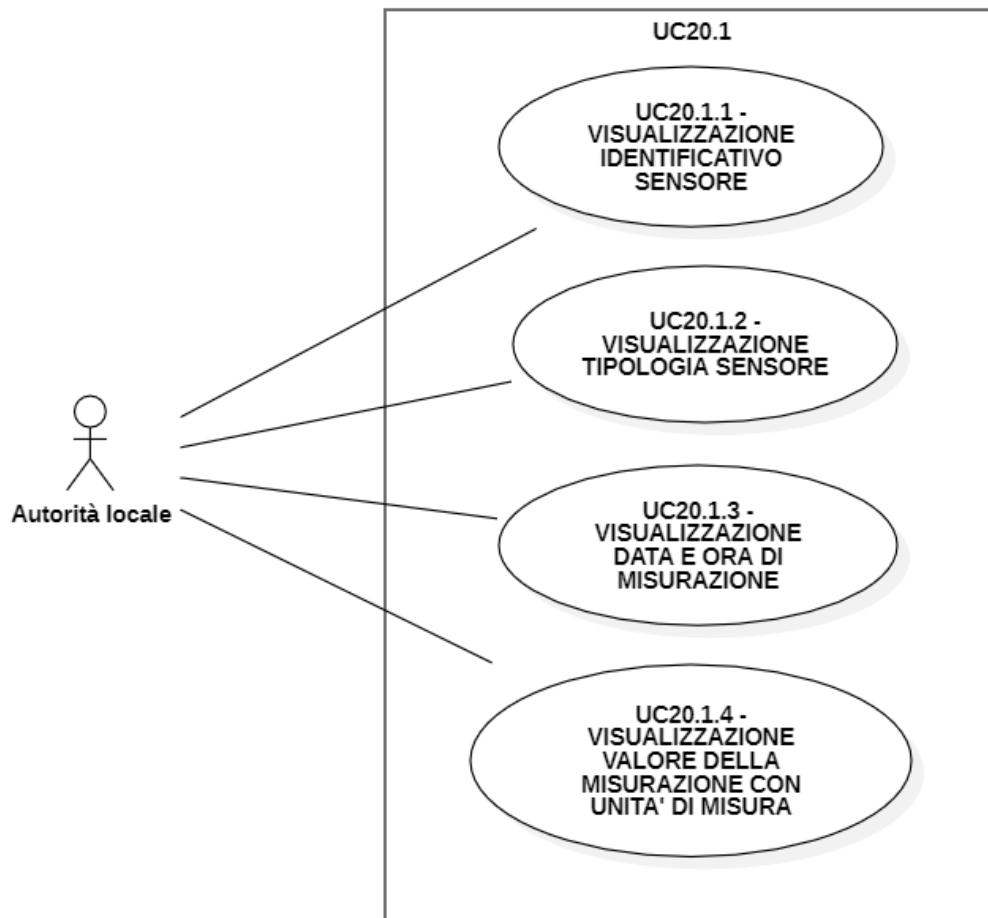 UC20.1
UC20.1.1 -
VISUALIZZAZIONE
IDENTIFICATIVO
SENSORE
UC20.1.2 -
VISUALIZZAZIONE
TIPOLOGIA SENSORE
Autorità locale
UC20.1.3 -
VISUALIZZAZIONE
DATA E ORA DI
MISURAZIONE
UC20.1.4 -
VISUALIZZAZIONE
VALORE DELLA
MISURAZIONE CON
UNITA' DI MISURA